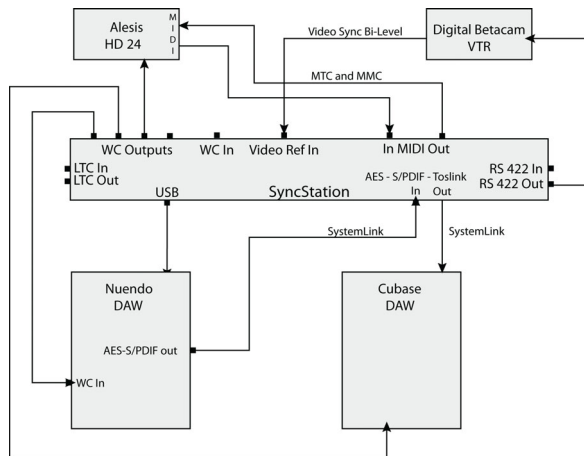 Alesis
HD 24
MIDI
Video Sync Bi-Level
Digital Betacam
VTR
MTC and MMC
WC Outputs
WC In
Video Ref In
In MIDI Out
LTC In
LTC Out
RS 422 In
RS 422 Out
AES - S/PDIF - Toslink
In
Out
USB
SyncStation
SystemLink
SystemLink
Nuendo
DAW
Cubase
DAW
AES-S/PDIF out
WC In